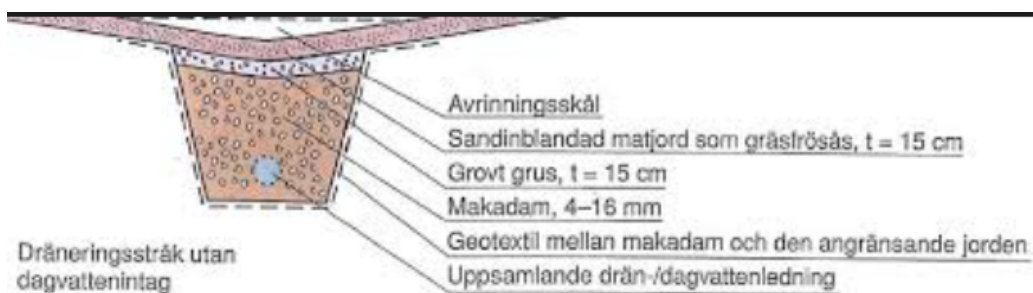 Avrinningsskål
Sandinblandad matjord som gräsfrösås, t = 15 cm
Grovt grus, t = 15 cm
Makadam, 4–16 mm
Geotextil mellan makadam och den angränsande jorden
Uppsamlande drän-/dagvattenledning
Dräneringsstråk utan
dagvattenintag